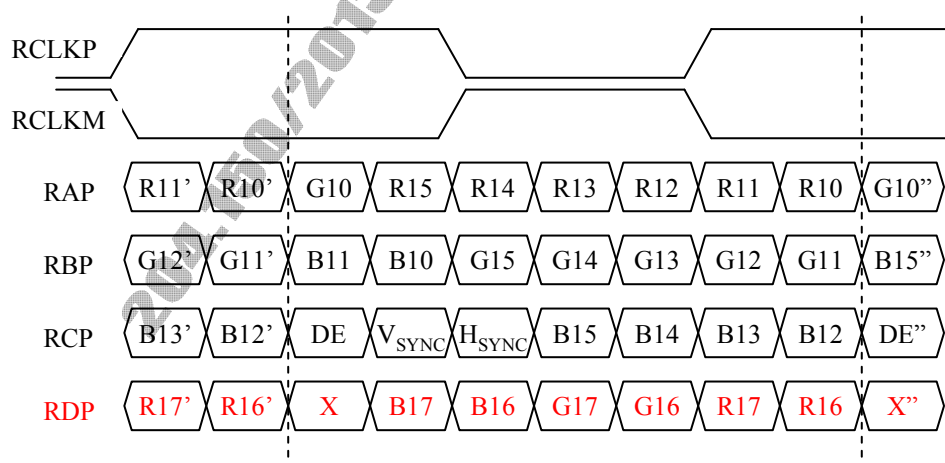 RCLKP
RCLKM
RAP R11’ R10’ G10 R15 R14 R13 R12 R11 R10 G10”
RBP G12’ G11’ B11 B10 G15 G14 G13 G12 G11 B15”
RCP B13’ B12’ DE VSYNC HSYNC B15 B14 B13 B12 DE”
RDP R17’ R16’ X B17 B16 G17 G16 R17 R16 X”